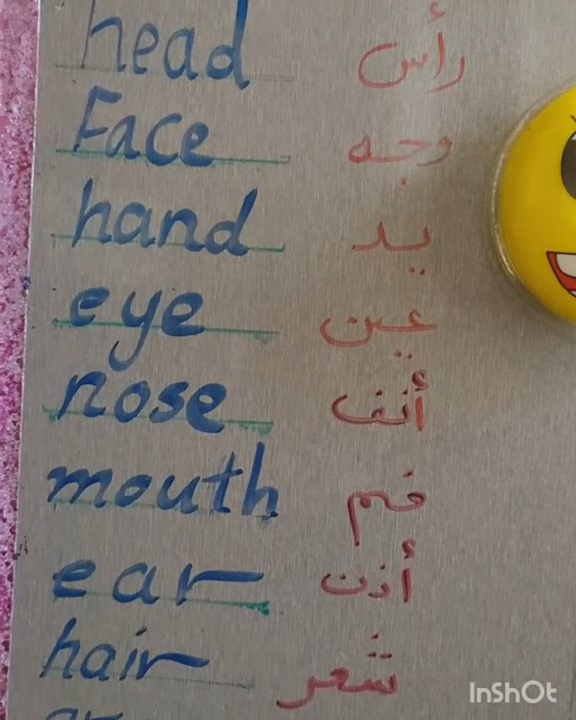 head رأس
Face وجه
hand يد
eye عين
nose أنف
mouth فم
ear أذن
hair شعر
InShOt